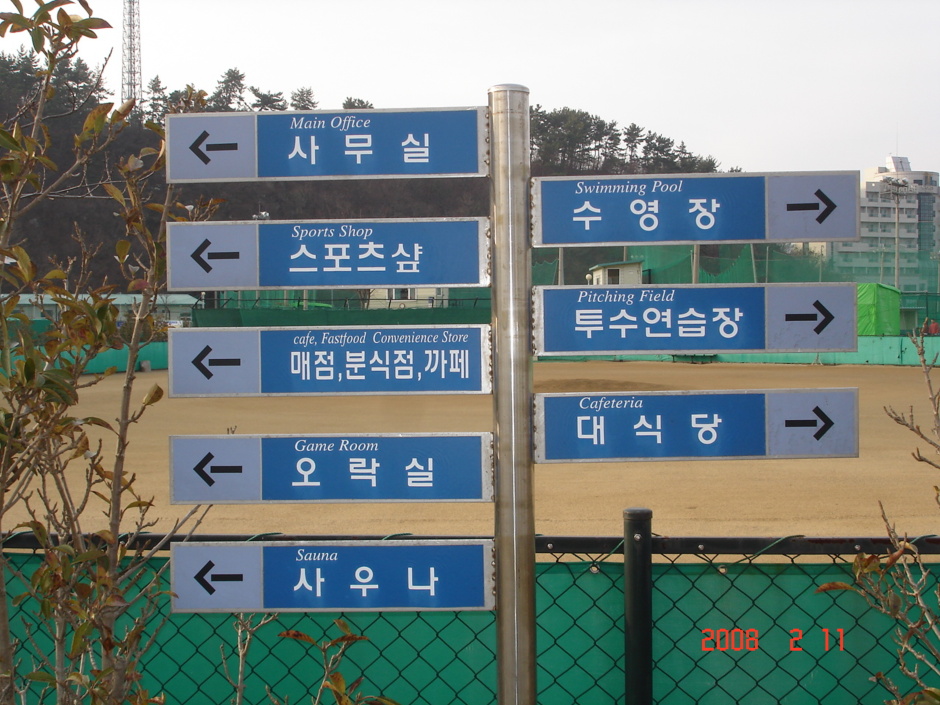 Main Office
사무실
Sports Shop
스포츠샾
cafe, Fastfood Convenience Store
매점,분식점,까페
Game Room
오락실
Sauna
사우나
Swimming Pool
수영장
Pitching Field
투수연습장
Cafeteria
대식당
2008 2 11